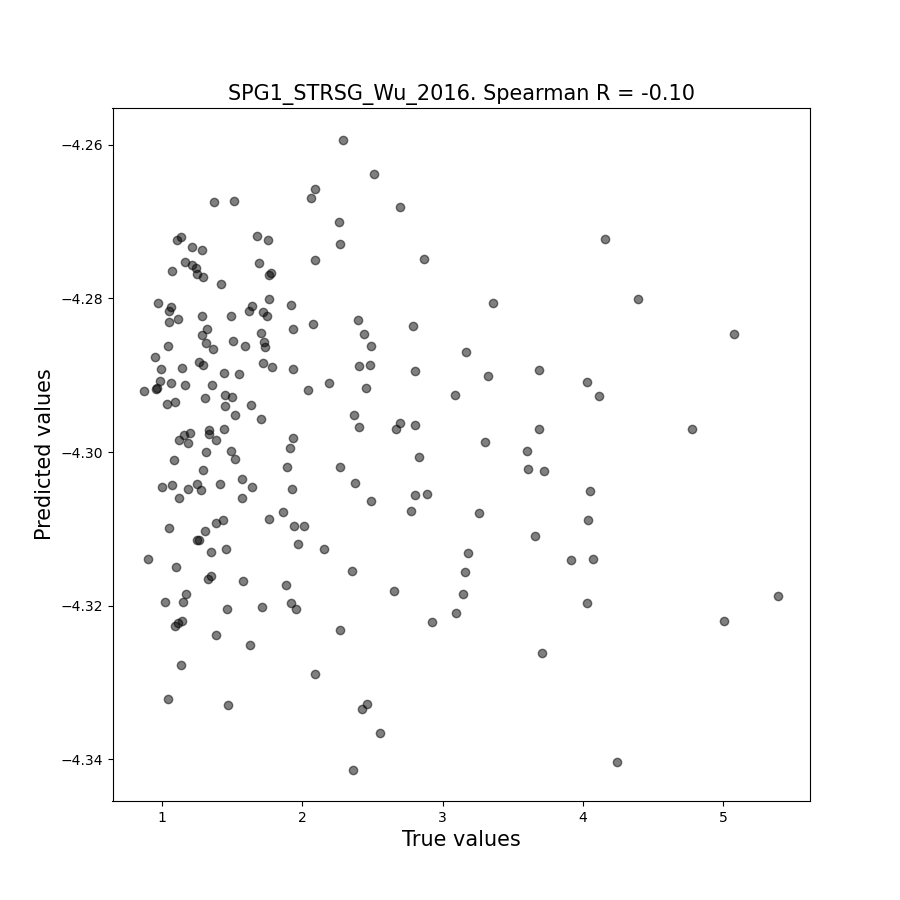 SPG1_STRSG_Wu_2016. Spearman R = -0.10
Predicted values
−4.26
−4.28
−4.30
−4.32
−4.34
1 2 3 4 5
True values